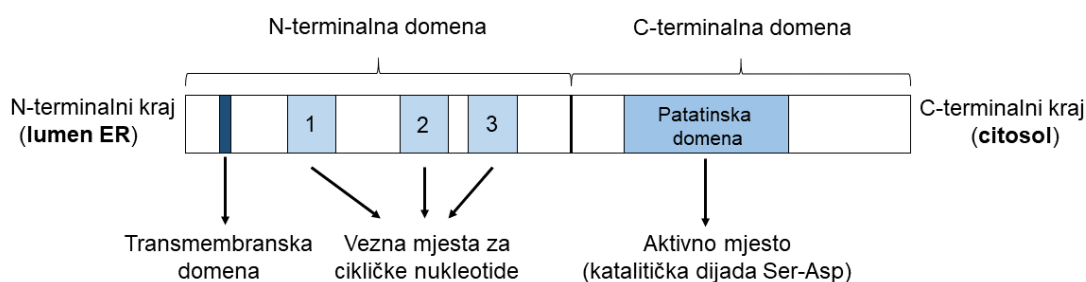 N-terminalna domena
C-terminalna domena
N-terminalni kraj
(lumen ER)
1
2
3
Patatinska
domena
C-terminalni kraj
(citosol)
Transmembranska
domena
Vezna mjesta za
cikličke nukleotide
Aktivno mjesto
(katalitička dijada Ser-Asp)